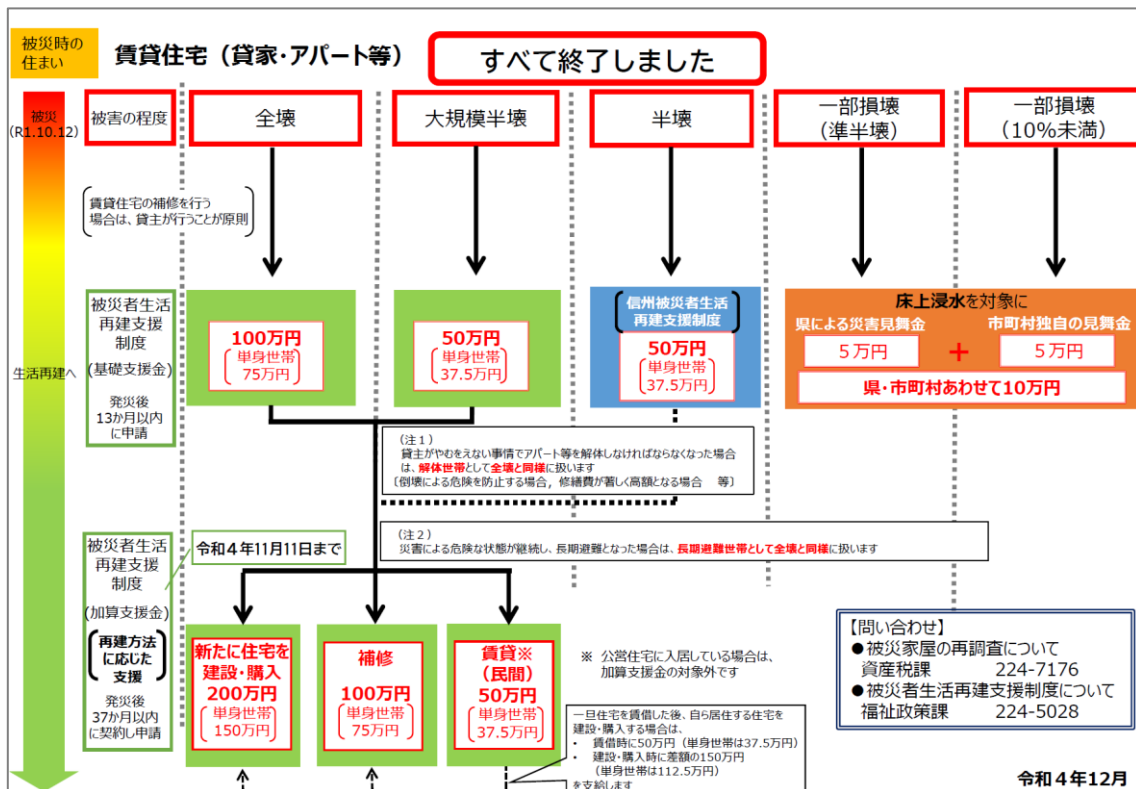 被災時の
住まい
賃貸住宅（貸家・アパート等）
すべて終了しました
被災
(R1.10.12)
生活再建へ
被害の程度
全壊
大規模半壊
半壊
一部損壊
（準半壊）
一部損壊
（10％未満）
賃貸住宅の補修を行う
場合は、貸主が行うことが原則
被災者生活
再建支援
制度
(基礎支援金)
発災後
13か月以内
に申請
100万円
単身世帯
75万円
50万円
単身世帯
37.5万円
信州被災者生活
再建支援制度
50万円
単身世帯
37.5万円
床上浸水を対象に
県による災害見舞金
市町村独自の見舞金
５万円
＋
５万円
県・市町村あわせて10万円
（注１）
貸主がやむをえない事情でアパート等を解体しなければならなくなった場合
は、解体世帯として全壊と同様に扱います
〔倒壊による危険を防止する場合，修繕費が著しく高額となる場合　等〕
（注２）
災害による危険な状態が継続し、長期避難となった場合は、長期避難世帯として全壊と同様に扱います
被災者生活
再建支援
制度
(加算支援金)
再建方法
に応じた
支援
発災後
37か月以内
に契約し申請
令和４年11月11日まで
新たに住宅を
建設・購入
200万円
単身世帯
150万円
補修
100万円
単身世帯
75万円
賃貸※
（民間）
50万円
単身世帯
37.5万円
※ 公営住宅に入居している場合は、
加算支援金の対象外です
一旦住宅を賃借した後、自ら居住する住宅を
建設・購入する場合は、
・ 賃借時に50万円（単身世帯は37.5万円）
・ 建設・購入時に差額の150万円
（単身世帯は112.5万円）
を支給します
【問い合わせ】
●被災家屋の再調査について
資産税課 224-7176
●被災者生活再建支援制度について
福祉政策課 224-5028
令和４年12月